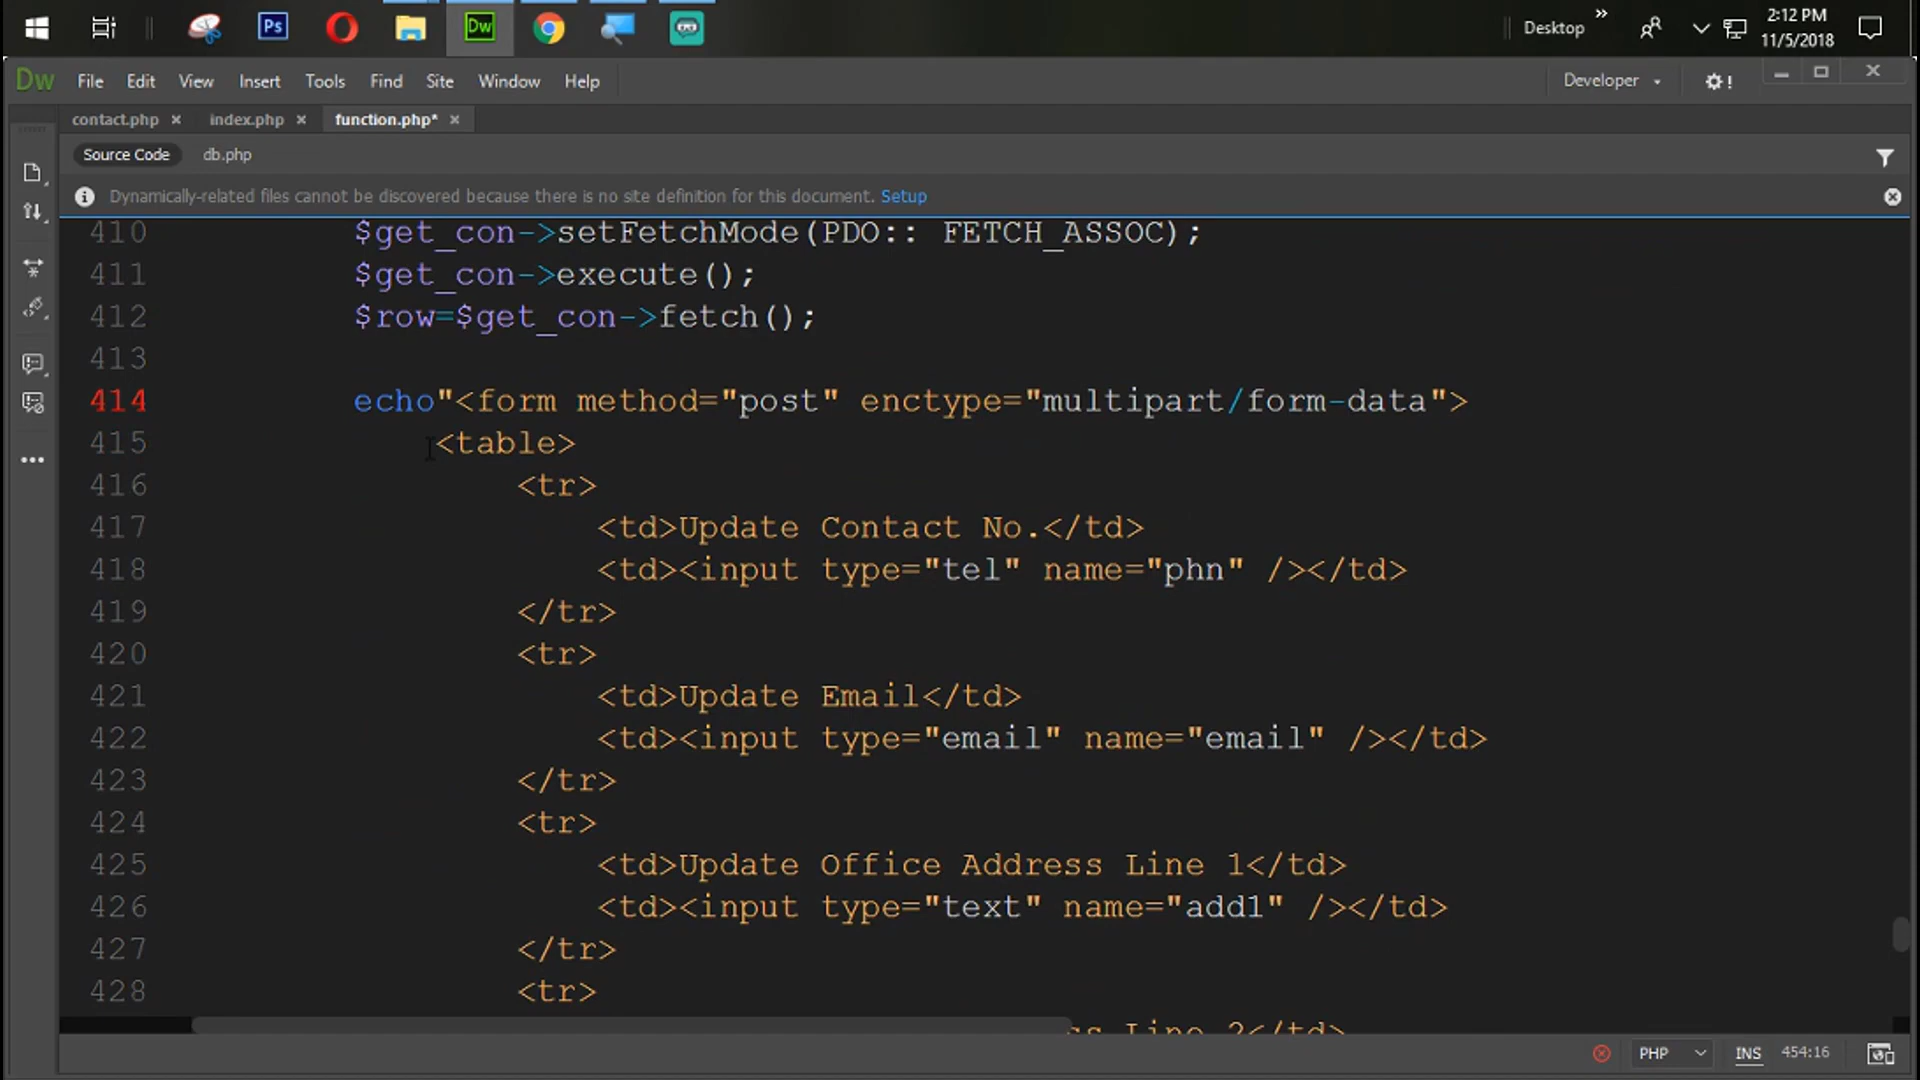 Ps
Dw
Desktop
»
2:12 PM
11/5/2018
Dw File Edit View Insert Tools Find Site Window Help
Developer
!
contact.php
index.php
function.php*
Source Code db.php
Dynamically-related files cannot be discovered because there is no site definition for this document. Setup
410 $get_con->setFetchMode(PDO:: FETCH_ASSOC);
411 $get_con->execute();
412 $row=$get_con->fetch();
413
414 echo"<form method="post" enctype="multipart/form-data">
415 <table>
416 <tr>
417 <td>Update Contact No.</td>
418 <td><input type="tel" name="phn" /></td>
419 </tr>
420 <tr>
421 <td>Update Email</td>
422 <td><input type="email" name="email" /></td>
423 </tr>
424 <tr>
425 <td>Update Office Address Line 1</td>
426 <td><input type="text" name="add1" /></td>
427 </tr>
428 <tr>
ss Line 2</td>
PHP INS 454:16